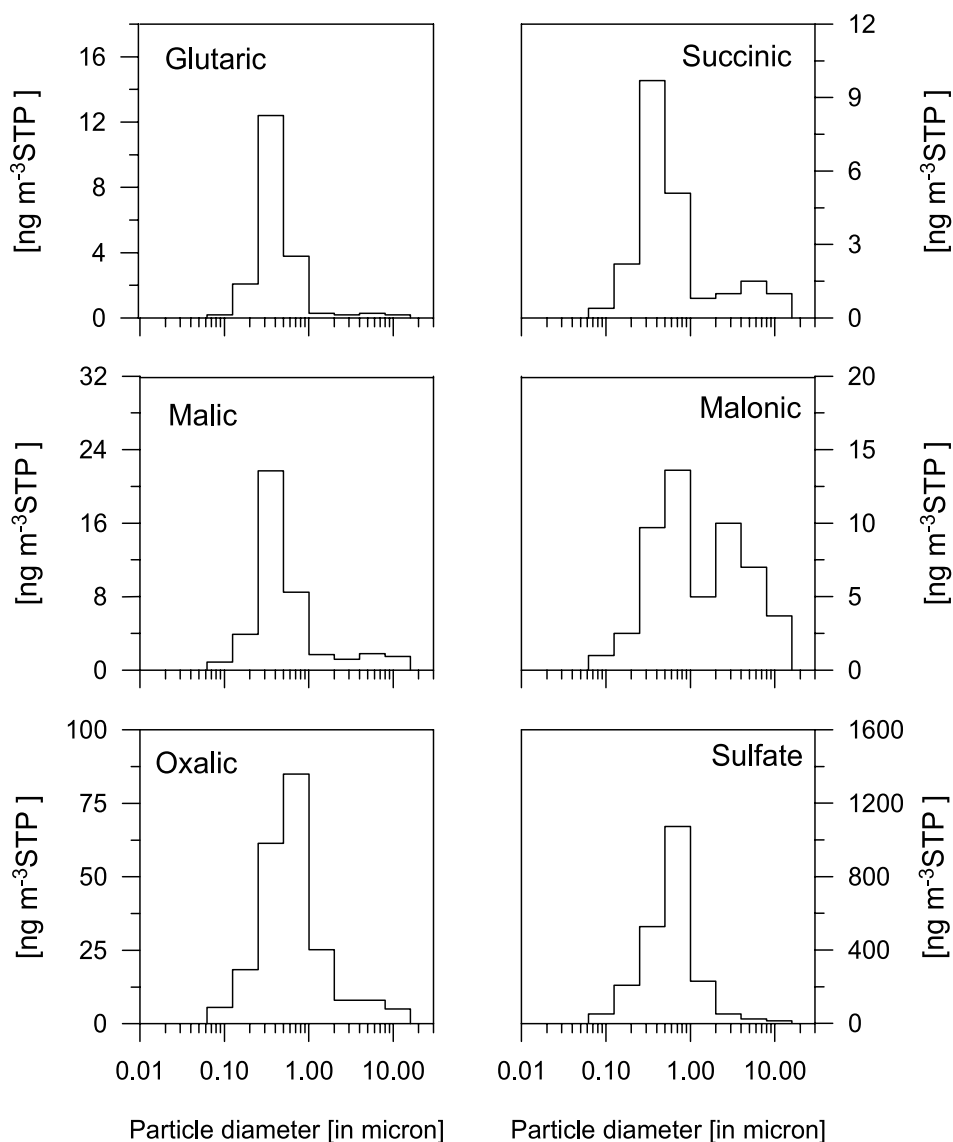 Glutaric
16
12
8
4
0
[ng m-3STP ]
Succinic
12
9
6
3
0
[ng m-3STP ]
Malic
32
24
16
8
0
[ng m-3STP ]
Malonic
20
15
10
5
0
[ng m-3STP ]
Oxalic
100
75
50
25
0
[ng m-3STP ]
Sulfate
1600
1200
800
400
0
[ng m-3STP ]
0.01 0.10 1.00 10.00
0.01 0.10 1.00 10.00
Particle diameter [in micron]
Particle diameter [in micron]